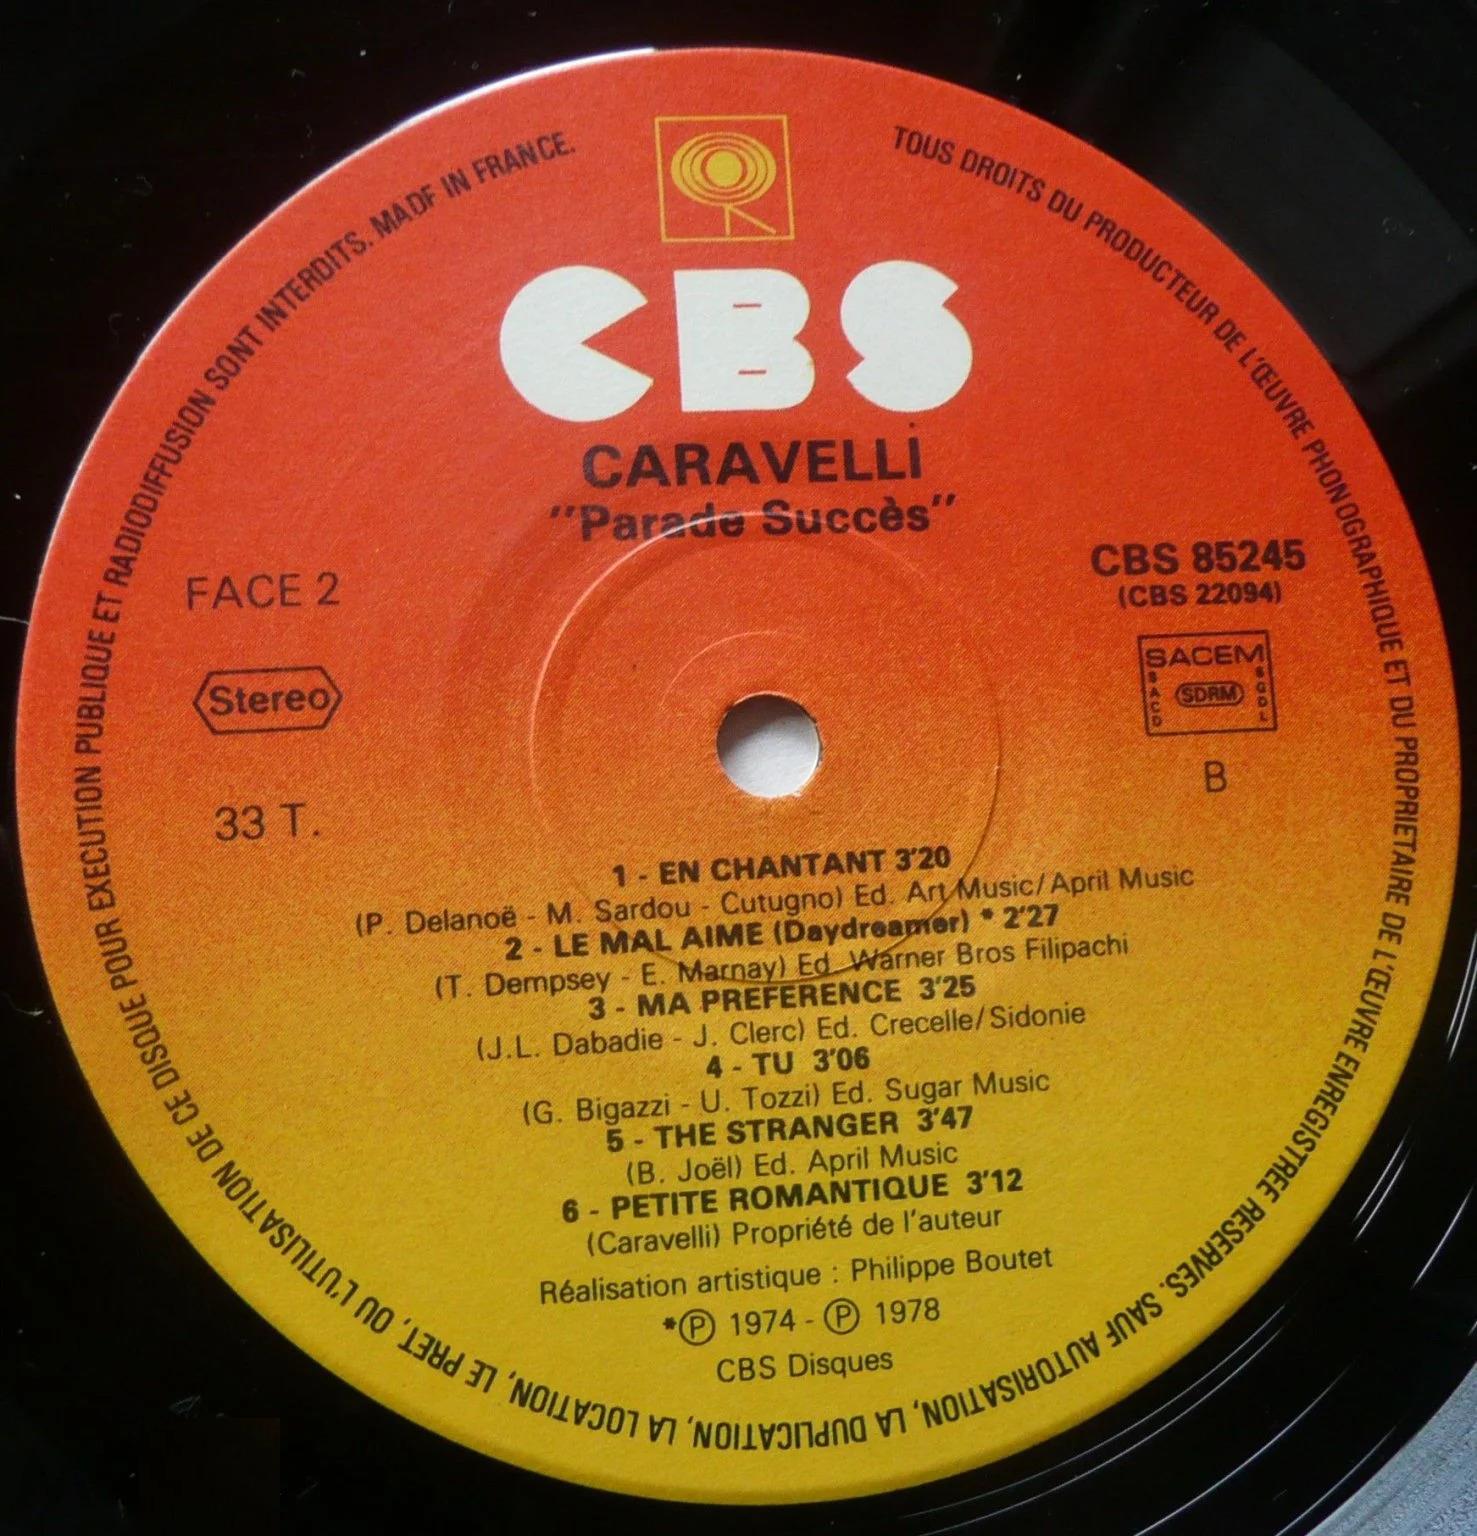 CBS
CARAVELLI
"Parade Succès"
FACE 2
CBS 85245
(CBS 22094)
Stereo
SACEM
SACD
SDRM
SGDL
33 T.
B
1 - EN CHANTANT 3'20
(P. Delanoë - M. Sardou - Cutugno) Ed. Art Music/April Music
2 - LE MAL AIME (Daydreamer) * 2'27
(T. Dempsey - E. Marnay) Ed. Warner Bros Filipachi
3 - MA PREFERENCE 3'25
(J.L. Dabadie - J. Clerc) Ed. Crecelle/Sidonie
4 - TU 3'06
(G. Bigazzi - U. Tozzi) Ed. Sugar Music
5 - THE STRANGER 3'47
(B. Joël) Ed. April Music
6 - PETITE ROMANTIQUE 3'12
(Caravelli) Propriété de l'auteur
Réalisation artistique : Philippe Boutet
*Ⓟ 1974 - Ⓟ 1978
CBS Disques
TOUS DROITS DU PRODUCTEUR DE L'ŒUVRE PHONOGRAPHIQUE ET DU PROPRIETAIRE DE L'ŒUVRE ENREGISTREE RESERVES. SAUF AUTORISATION, LA DUPLICATION, LA LOCATION, LE PRET, OU L'UTILISATION DE CE DISQUE POUR EXECUTION PUBLIQUE ET RADIODIFFUSION SONT INTERDITS. MADE IN FRANCE.